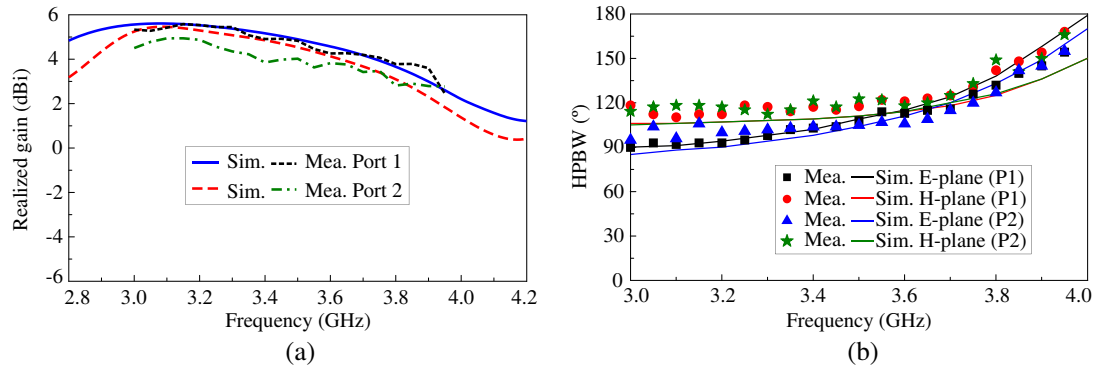 Realized gain (dBi)
6
4
2
0
-2
-4
-6
2.8 3.0 3.2 3.4 3.6 3.8 4.0 4.2
Frequency (GHz)
Sim. Mea. Port 1
Sim. Mea. Port 2
(a)
HPBW (°)
180
150
120
90
60
30
0
3.0 3.2 3.4 3.6 3.8 4.0
Frequency (GHz)
Mea. Sim. E-plane (P1)
Mea. Sim. H-plane (P1)
Mea. Sim. E-plane (P2)
Mea. Sim. H-plane (P2)
(b)